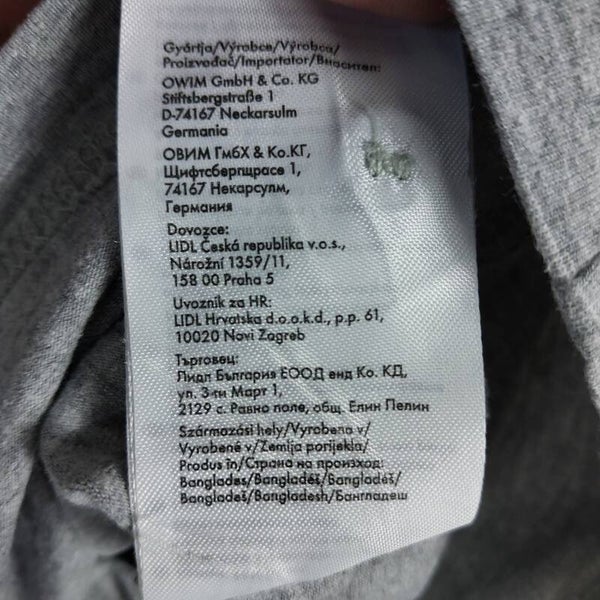 Gyártja/Výrobce/Výrobca/
Proizvođač/Importator/Вносител:
OWIM GmbH & Co. KG
Stiftsbergstraße 1
D-74167 Neckarsulm
Germania
ОВИМ ГмбХ & Ко.КГ,
Щифтсбергщрасе 1,
74167 Некарсулм,
Германия
Dovozce:
LIDL Česká republika v.o.s.,
Nárožní 1359/11,
158 00 Praha 5
Uvoznik za HR:
LIDL Hrvatska d.o.o.k.d., p.p. 61,
10020 Novi Zagreb
Търговец:
Лидл България ЕООД енд Ко. КД,
ул. 3-ти Март 1,
2129 с. Равно поле, общ. Елин Пелин
Származási hely/Vyrobeno v/
Vyrobené v/Zemlja porijekla/
Produs în/Страна на произход:
Banglades/Bangladéš/Bangladéš/
Bangladeš/Bangladesh/Бангладеш